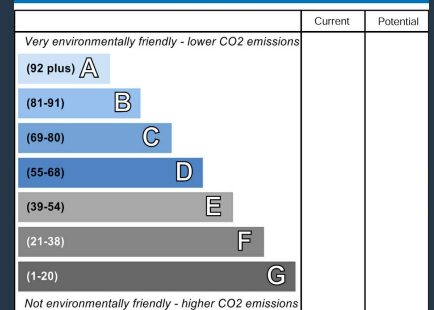 Current Potential
Very environmentally friendly - lower CO2 emissions
(92 plus) A
(81-91) B
(69-80) C
(55-68) D
(39-54) E
(21-38) F
(1-20) G
Not environmentally friendly - higher CO2 emissions